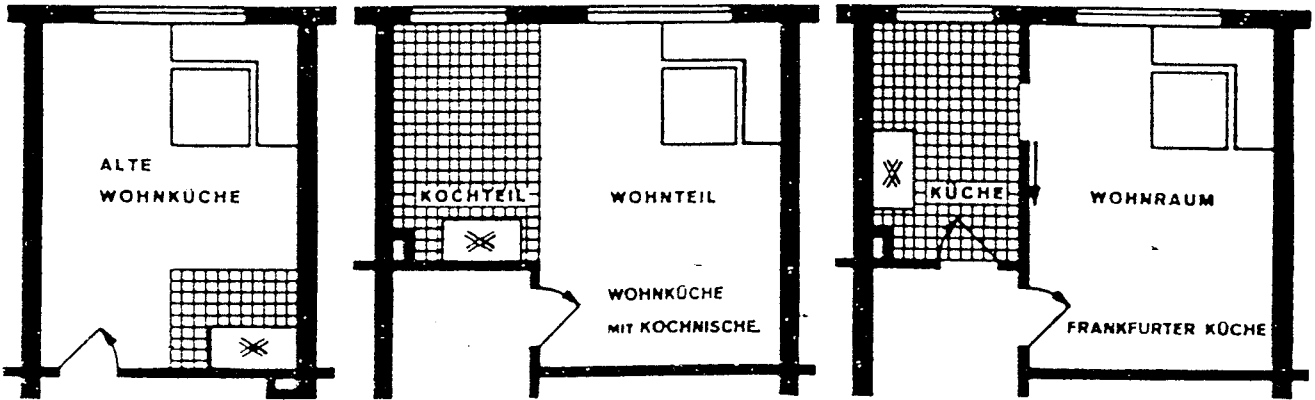 ALTE
WOHNKÜCHE
KOCHTEIL
WOHNTEIL
WOHNKÜCHE
MIT KOCHNISCHE
KÜCHE
WOHNRAUM
FRANKFURTER KÜCHE